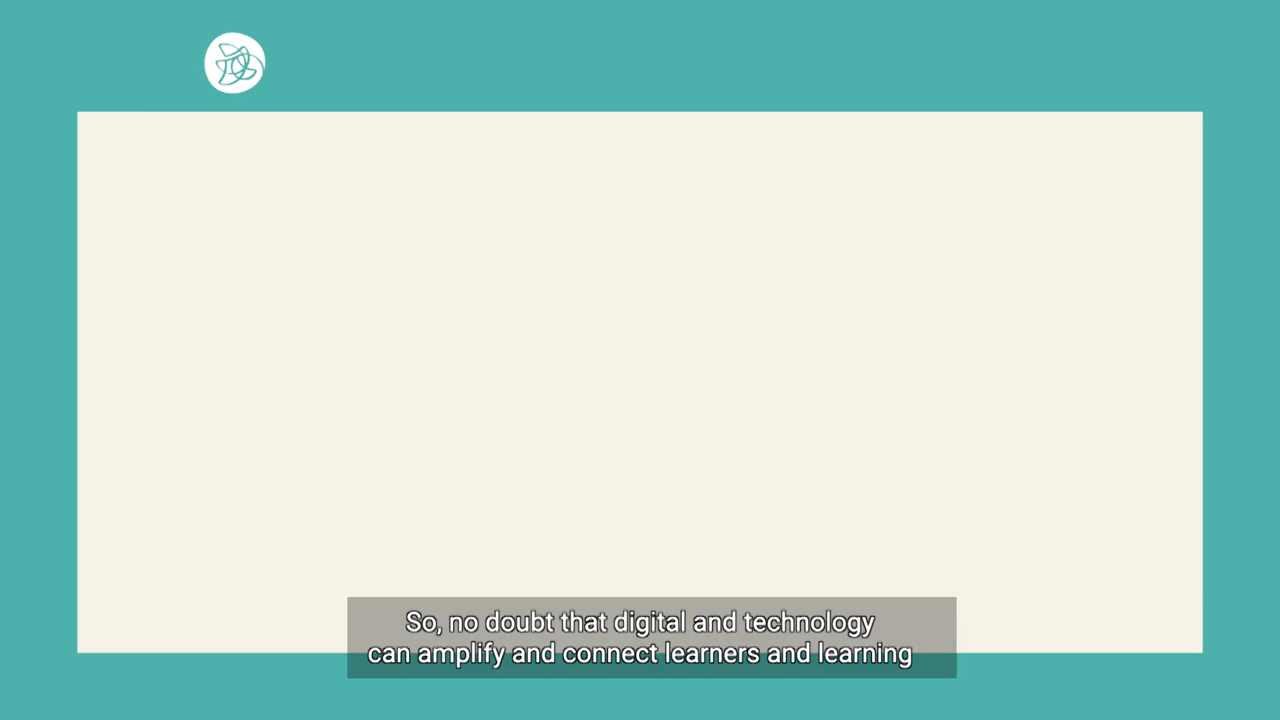 So, no doubt that digital and technology
can amplify and connect learners and learning